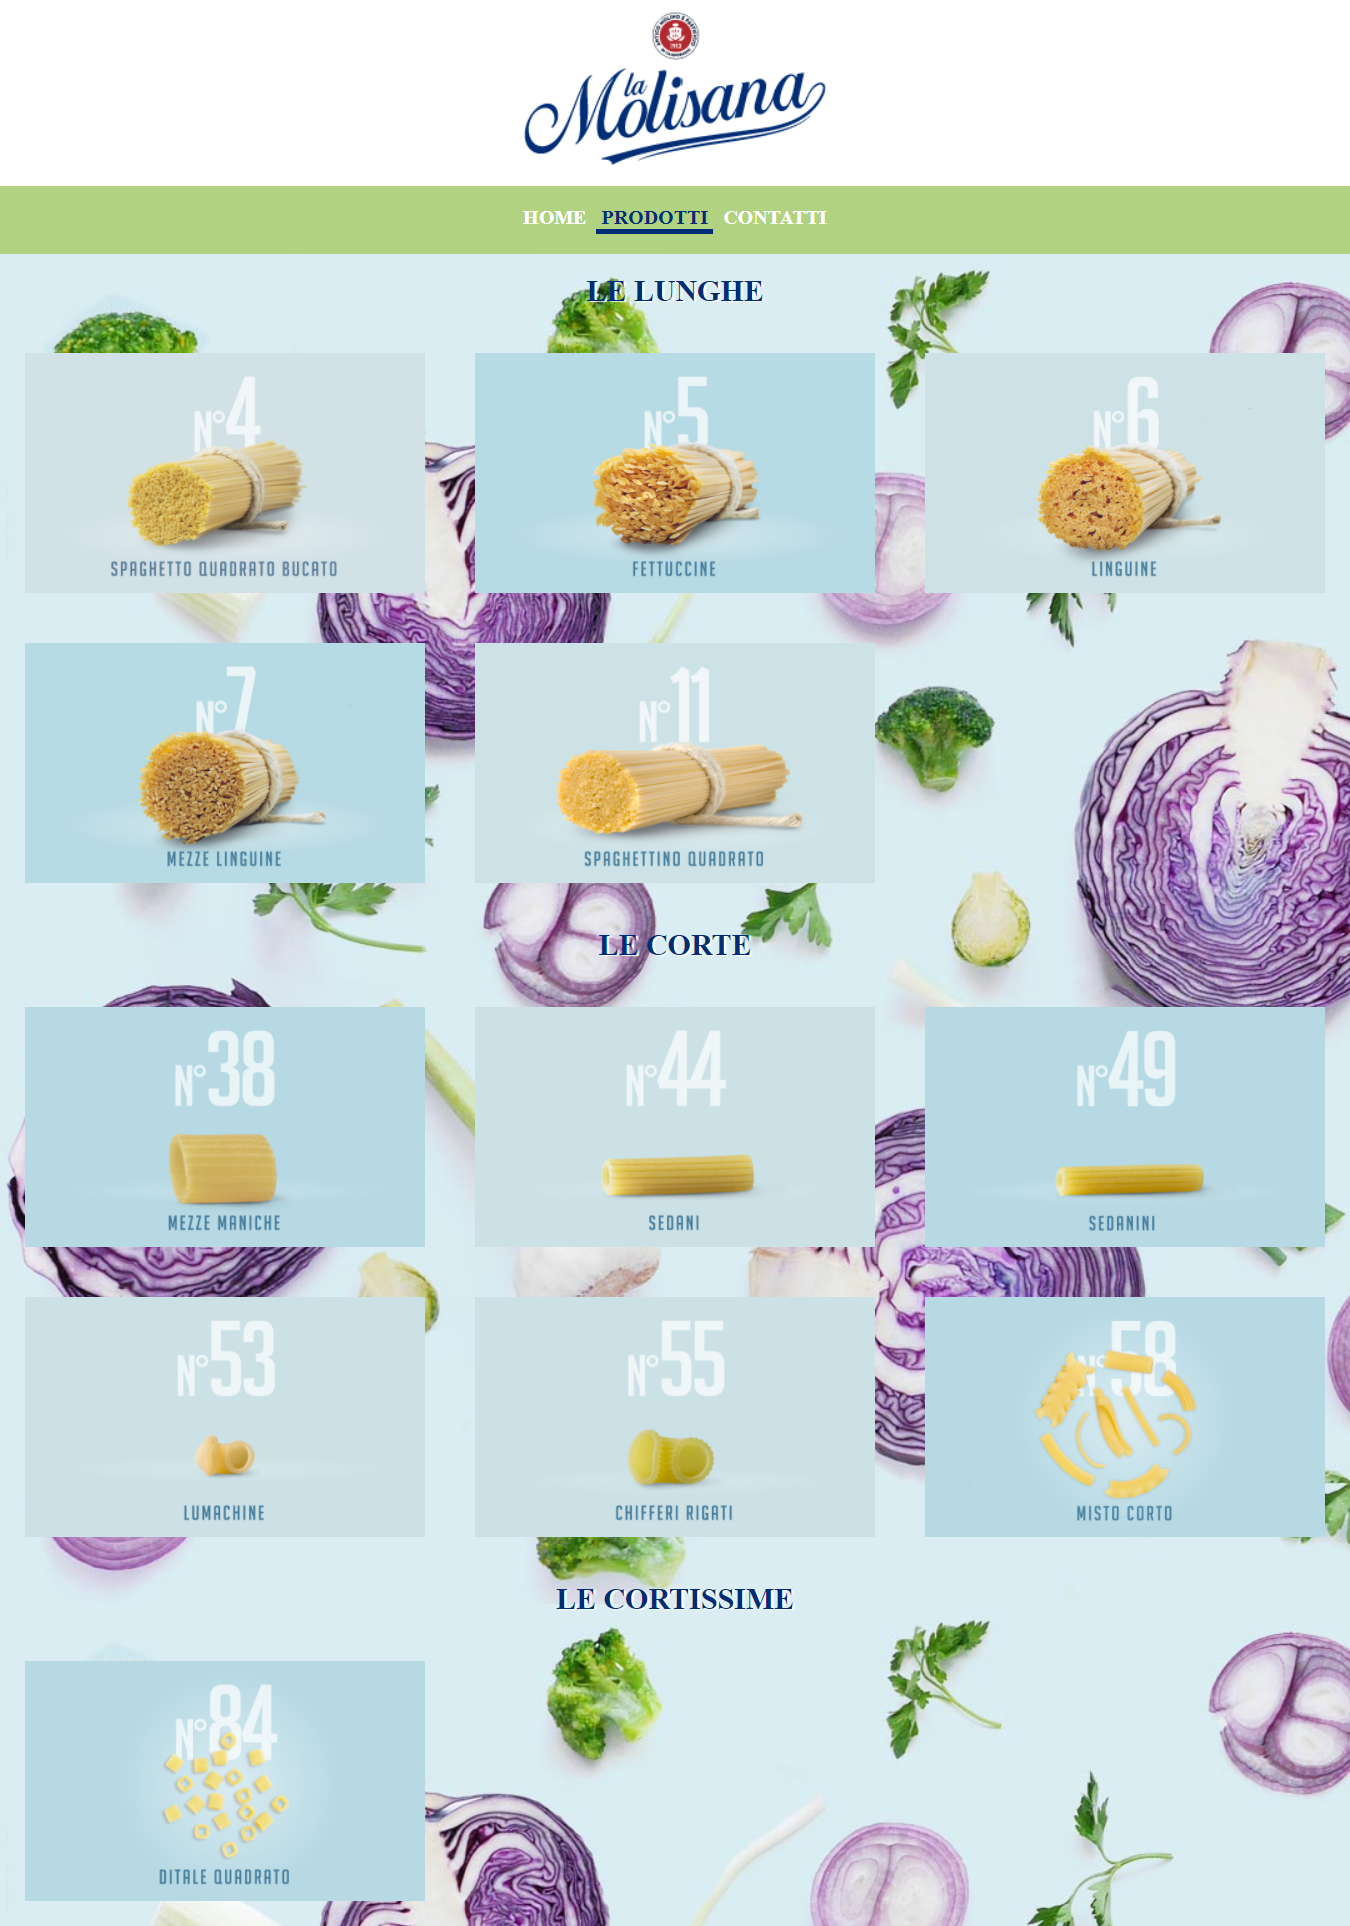 la
Molisana
1912
HOME PRODOTTI CONTATTI
LE LUNGHE
N°4
SPAGHETTO QUADRATO BUCATO
N°5
FETTUCCINE
N°6
LINGUINE
N°7
MEZZE LINGUINE
N°11
SPAGHETTINO QUADRATO
LE CORTE
N°38
MEZZE MANICHE
N°44
SEDANI
N°49
SEDANINI
N°53
LUMACHINE
N°55
CHIFFERI RIGATI
N°58
MISTO CORTO
LE CORTISSIME
N°84
DITALE QUADRATO